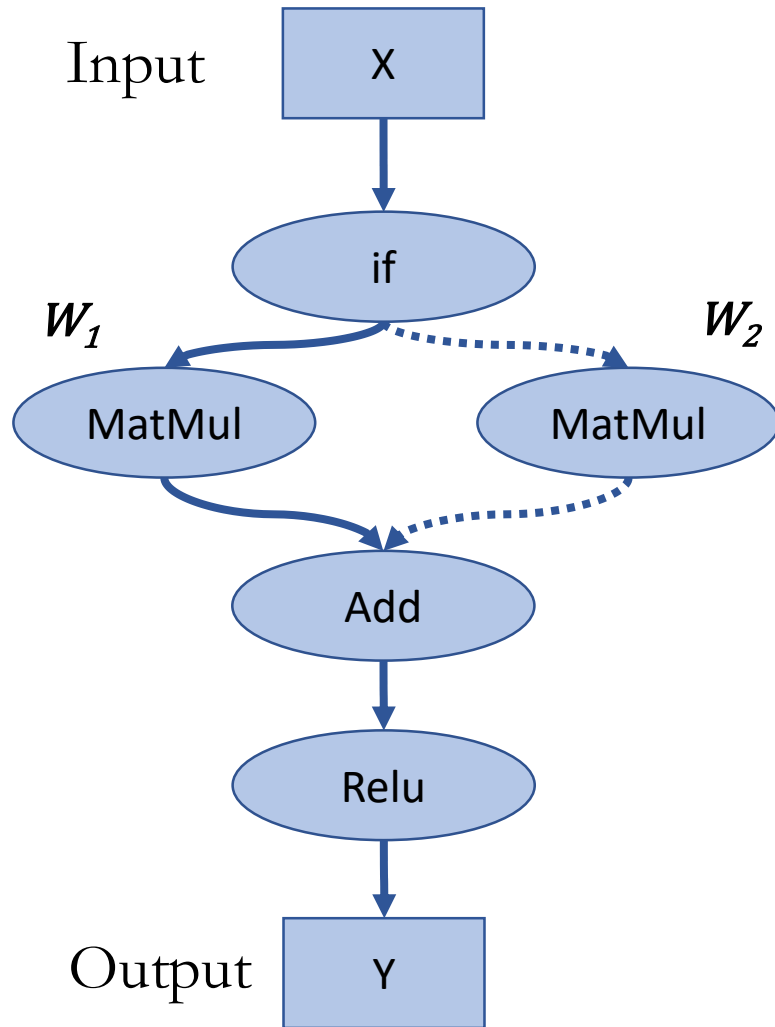 Input
X
if
W₁
W₂
MatMul
MatMul
Add
Relu
Output
Y